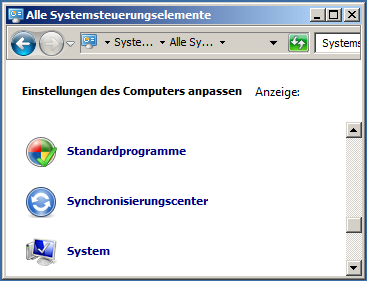 Alle Systemsteuerungselemente
Syste... Alle Sy... Systems
Einstellungen des Computers anpassen Anzeige:
Standardprogramme
Synchronisierungscenter
System